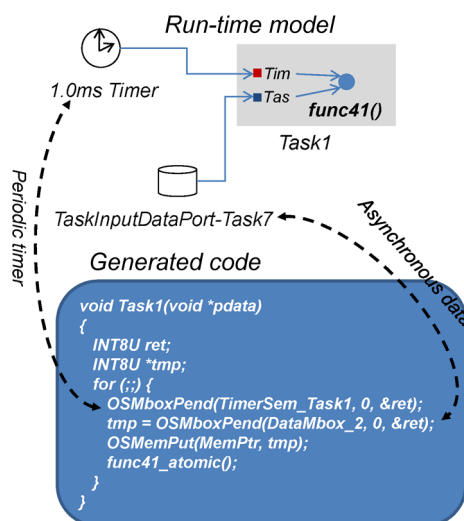 Run-time model
1.0ms Timer
Tim
Tas
func41()
Task1
TaskInputDataPort-Task7
Periodic timer
Asynchronous data
Generated code
void Task1(void *pdata)
{
INT8U ret;
INT8U *tmp;
for (;;) {
OSMboxPend(TimerSem_Task1, 0, &ret);
tmp = OSMboxPend(DataMbox_2, 0, &ret);
OSMemPut(MemPtr, tmp);
func41_atomic();
}
}